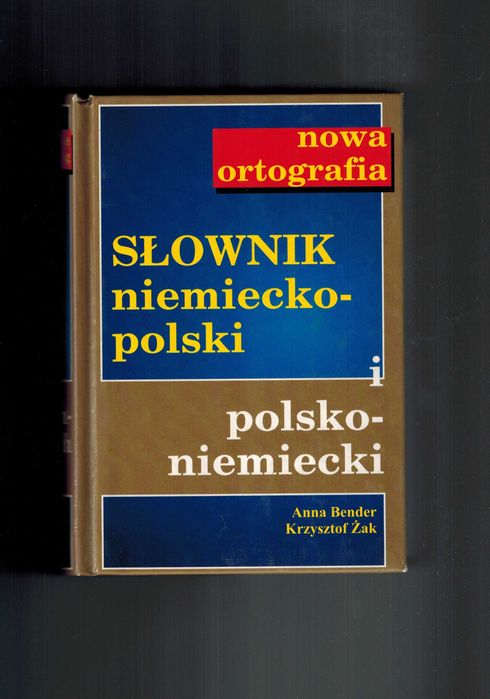 nowa
ortografia
SŁOWNIK
niemiecko-
polski
i
polsko-
niemiecki
Anna Bender
Krzysztof Żak